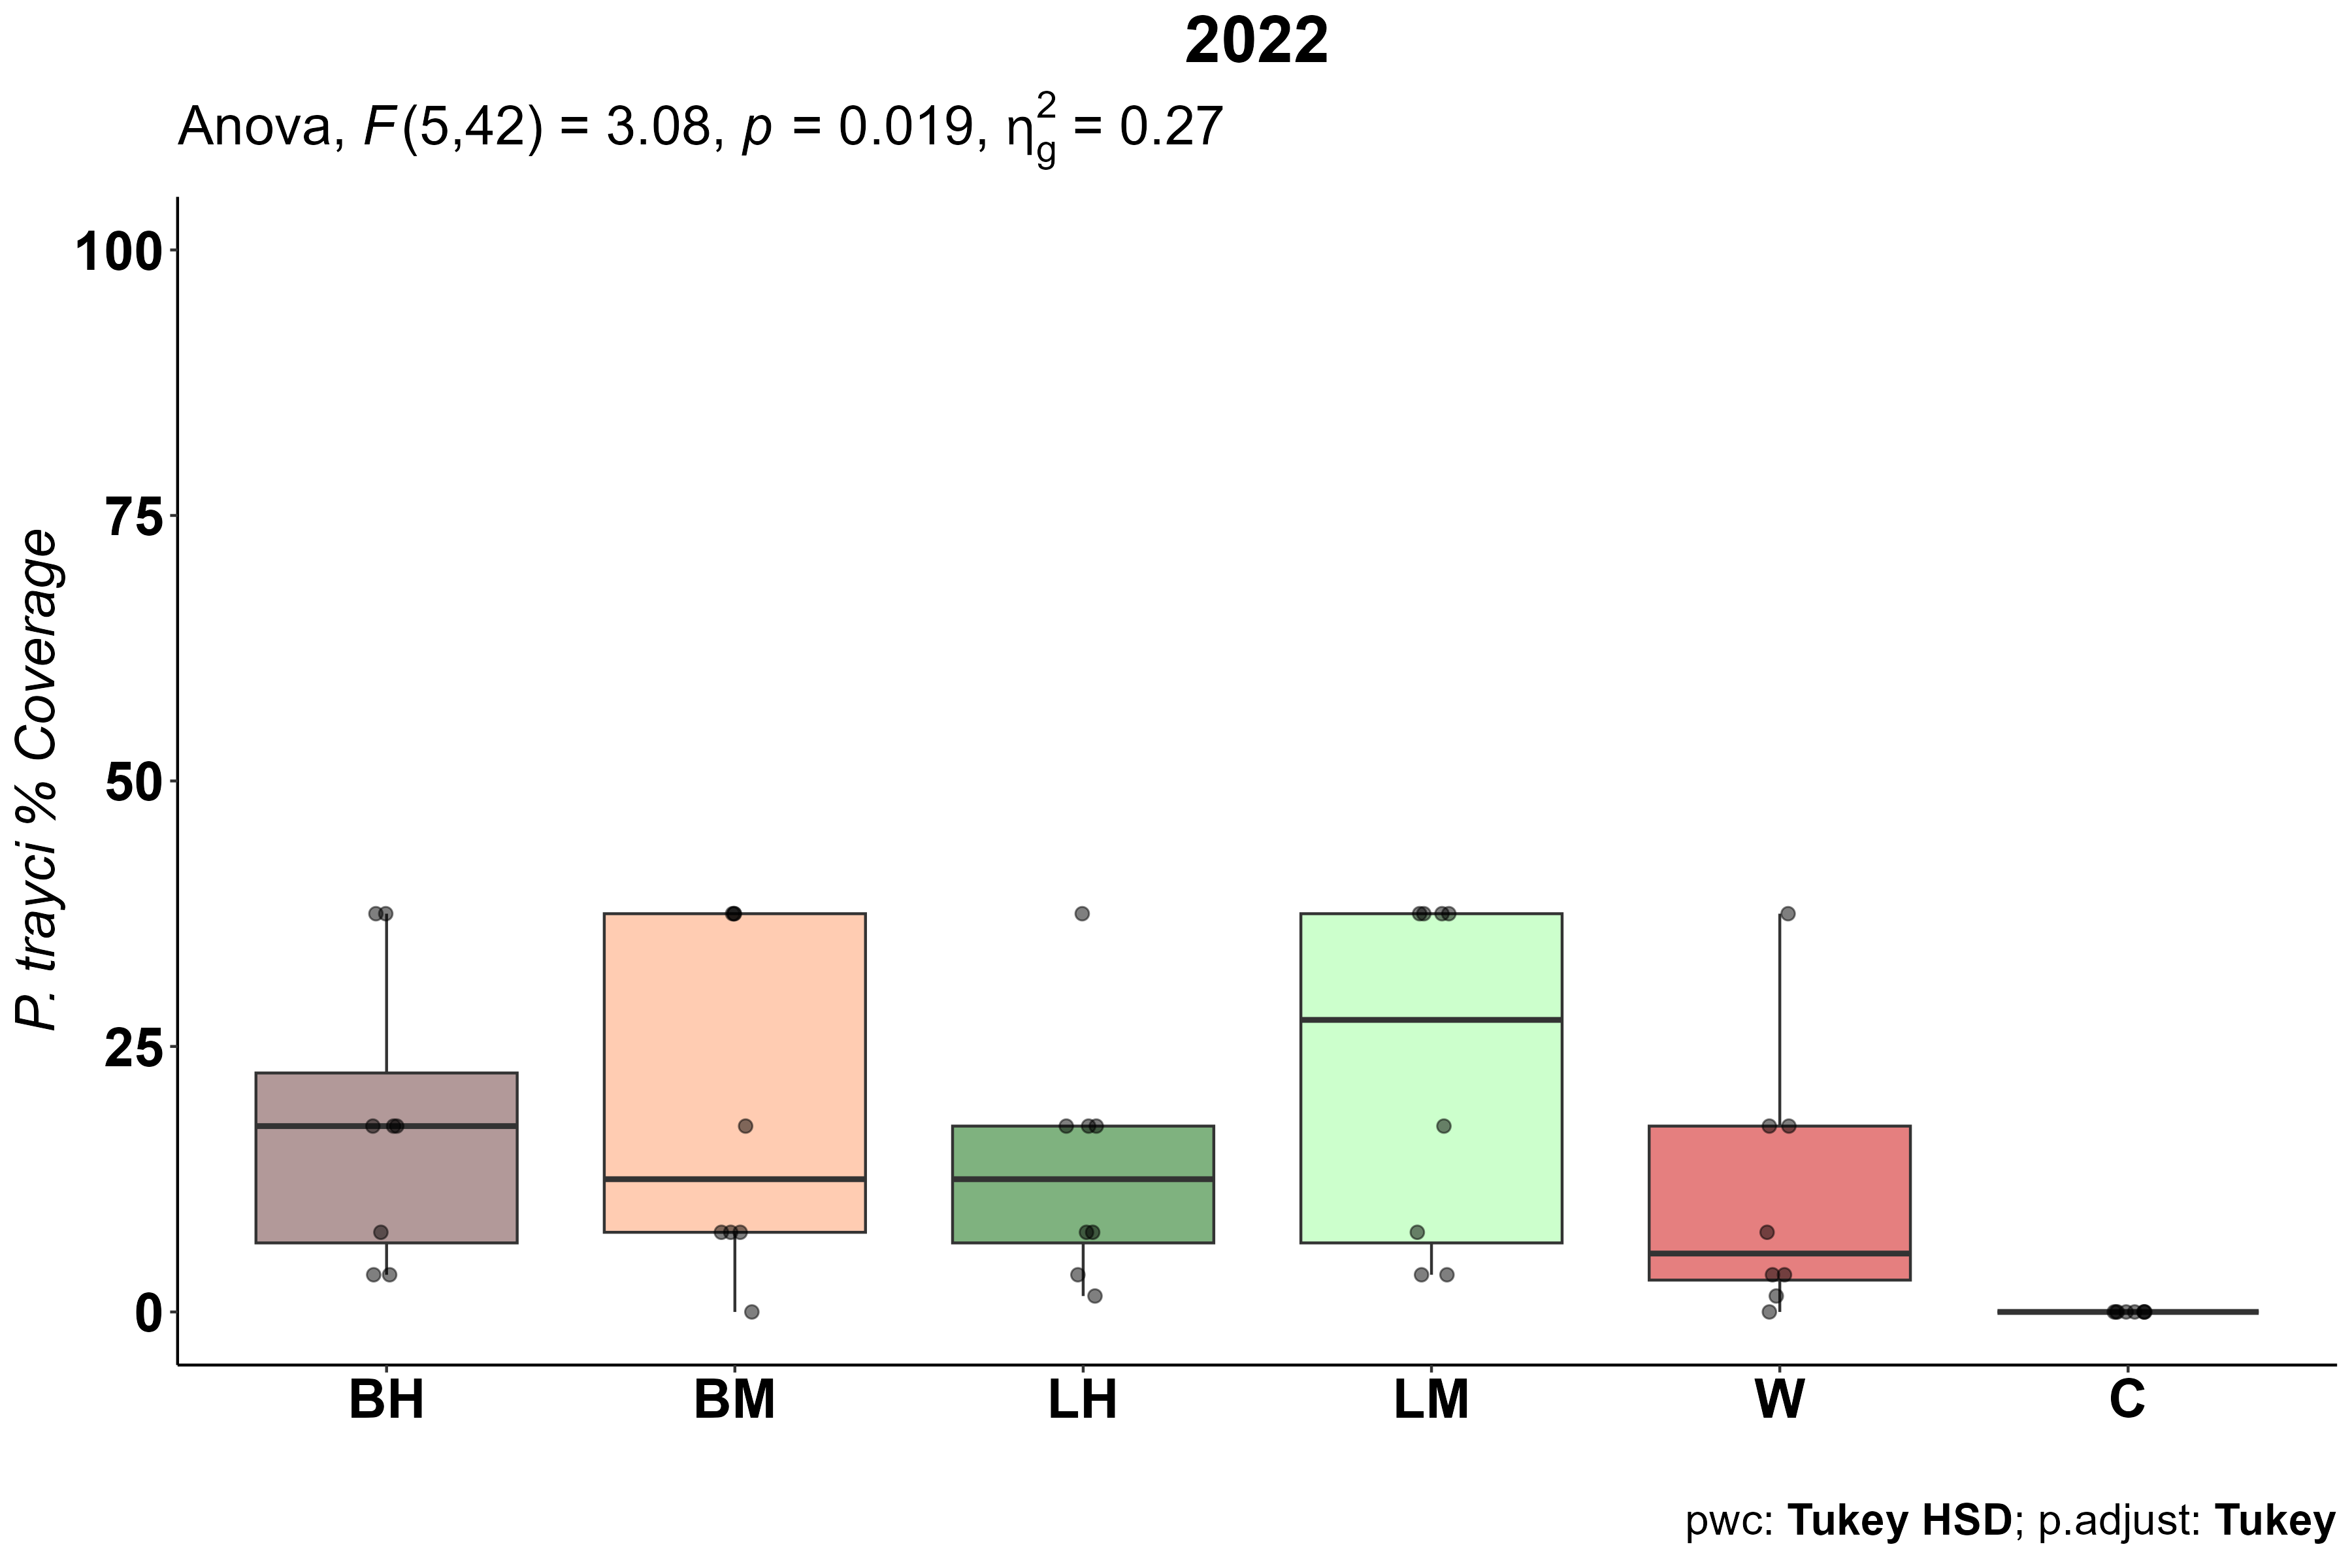 2022
Anova, F(5,42) = 3.08, p = 0.019, η²g = 0.27
P. trayci % Coverage
100
75
50
25
0
BH BM LH LM W C
pwc: Tukey HSD; p.adjust: Tukey